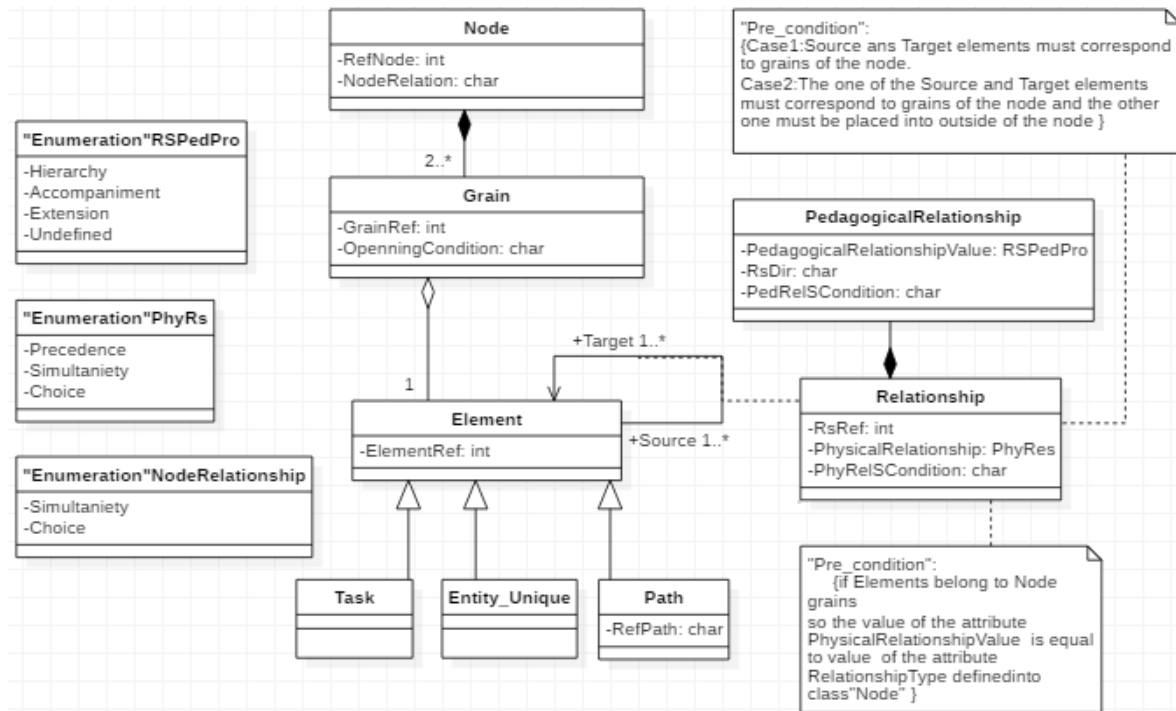 Node
-RefNode: int
-NodeRelation: char
"Pre_condition":
{Case1:Source ans Target elements must correspond
to grains of the node.
Case2:The one of the Source and Target elements
must correspond to grains of the node and the other
one must be placed into outside of the node }
"Enumeration"RSPedPro
-Hierarchy
-Accompaniment
-Extension
-Undefined
2..*
Grain
-GrainRef: int
-OpenningCondition: char
PedagogicalRelationship
-PedagogicalRelationshipValue: RSPedPro
-RsDir: char
-PedRelSCondition: char
"Enumeration"PhyRs
-Precedence
-Simultaniety
-Choice
+Target 1..*
1
Element
-ElementRef: int
+Source 1..*
Relationship
-RsRef: int
-PhysicalRelationship: PhyRes
-PhyRelSCondition: char
"Enumeration"NodeRelationship
-Simultaniety
-Choice
Task
Entity_Unique
Path
-RefPath: char
"Pre_condition":
{if Elements belong to Node
grains
so the value of the attribute
PhysicalRelationshipValue is equal
to value of the attribute
RelationshipType definedinto
class"Node" }